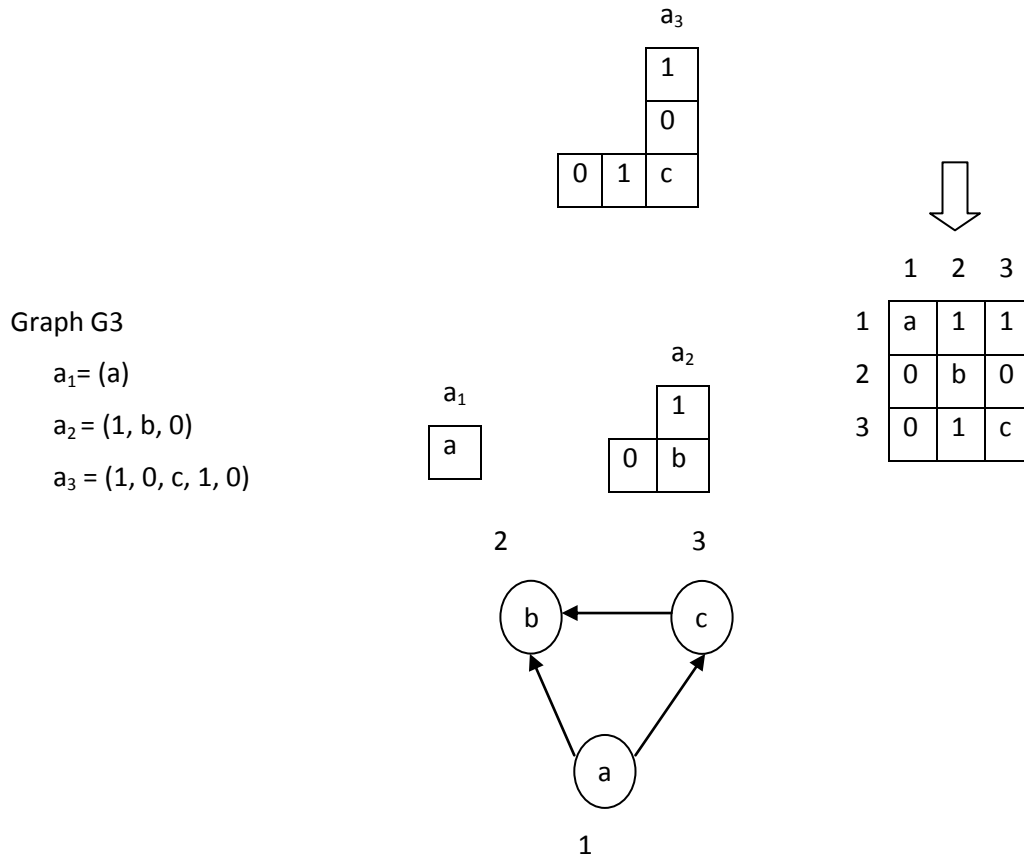 a₃
1
0
0 1 c
1 2 3
Graph G3
1 a 1 1
a₁= (a)
a₂
2 0 b 0
a₁
1
a₂ = (1, b, 0)
3 0 1 c
a
0 b
a₃ = (1, 0, c, 1, 0)
2 3
b c
a
1